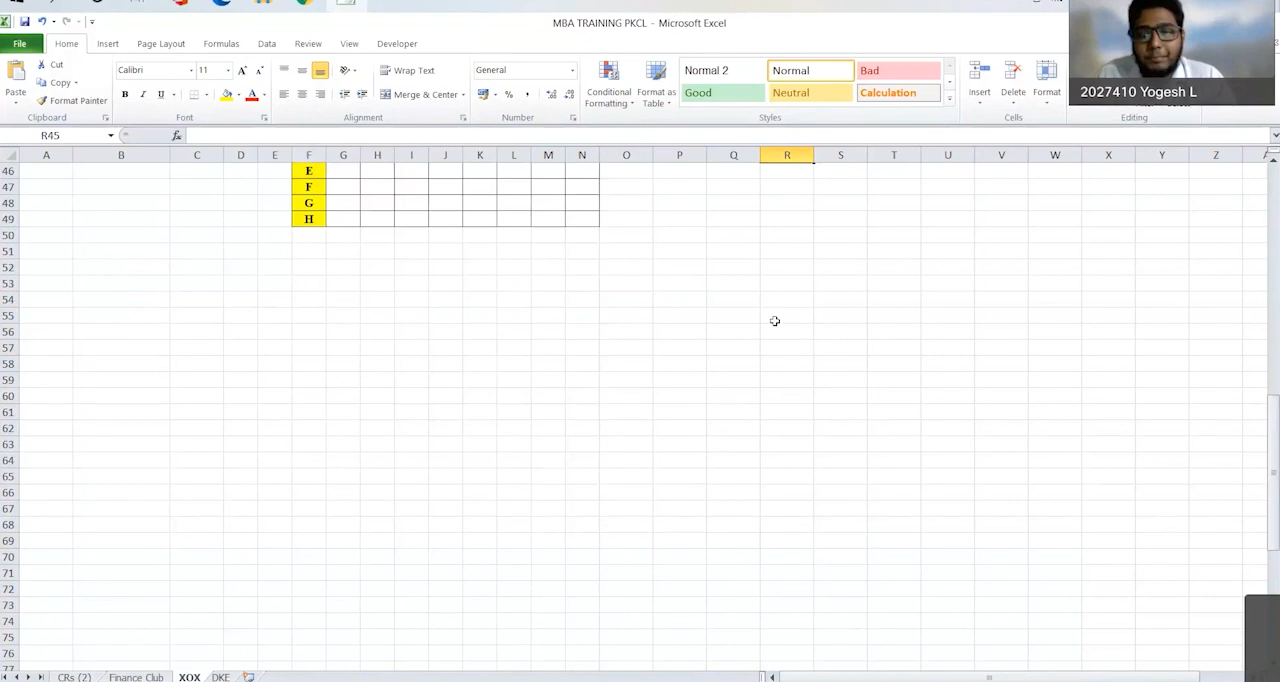 MBA TRAINING PKCL - Microsoft Excel
File Home Insert Page Layout Formulas Data Review View Developer
Cut
Copy
Format Painter
Paste
Clipboard
Calibri 11
B I U
Font
Wrap Text
Merge & Center
Alignment
General
%
Number
Conditional Formatting
Format as Table
Normal 2 Normal Bad
Good Neutral Calculation
Styles
Insert Delete Format
Cells
Editing
2027410 Yogesh L
R45 fx
A B C D E F G H I J K L M N O P Q R S T U V W X Y Z
46 E
47 F
48 G
49 H
50
51
52
53
54
55
56
57
58
59
60
61
62
63
64
65
66
67
68
69
70
71
72
73
74
75
76
77
CRs (2) Finance Club XOX DKE